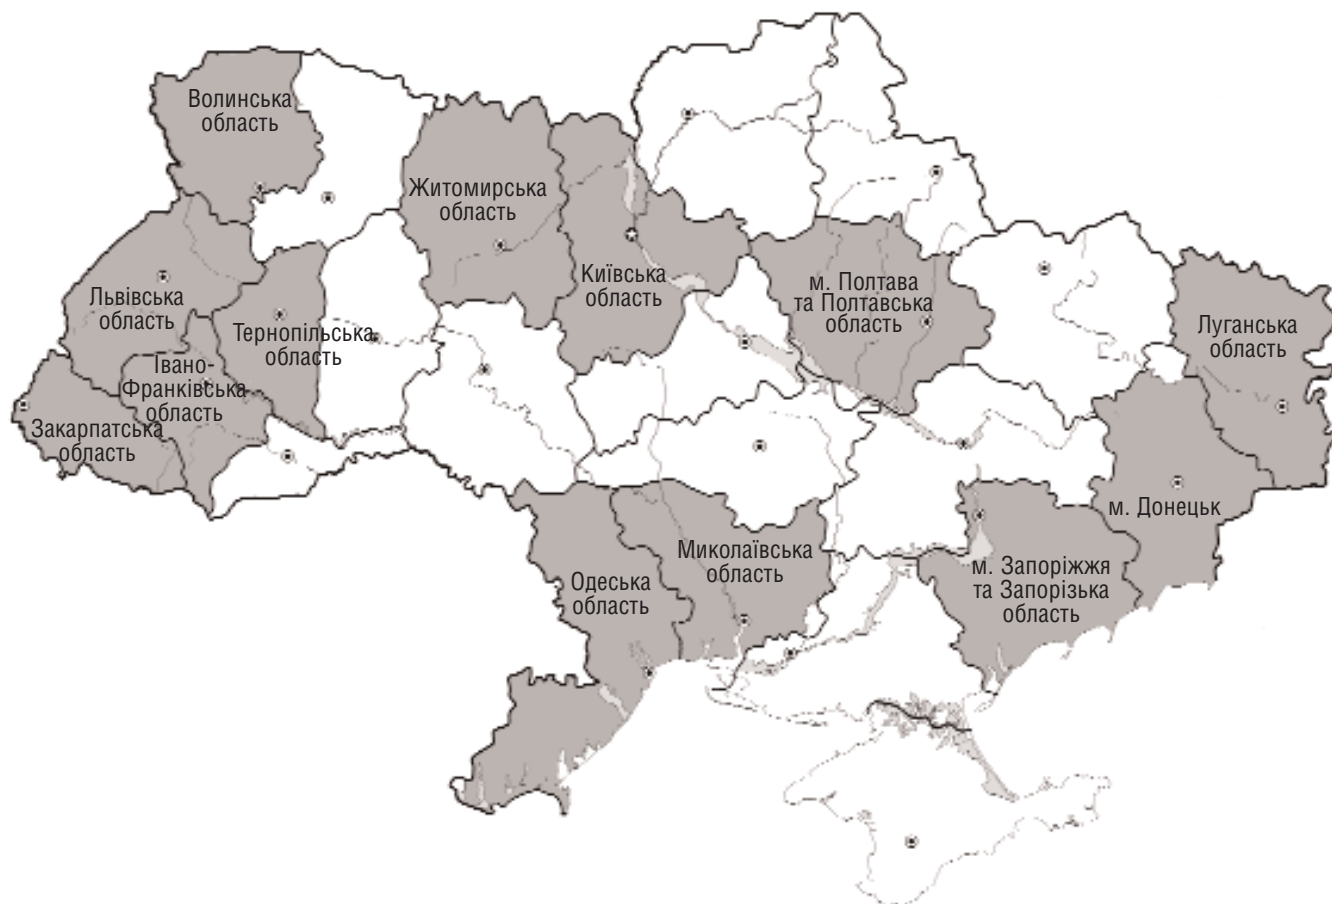 Волинська
область
Житомирська
область
Київська
область
м. Полтава
та Полтавська
область
Львівська
область
Тернопільська
область
Луганська
область
Івано-
Франківська
область
Закарпатська
область
м. Донецьк
Миколаївська
область
Одеська
область
м. Запоріжжя
та Запорізька
область